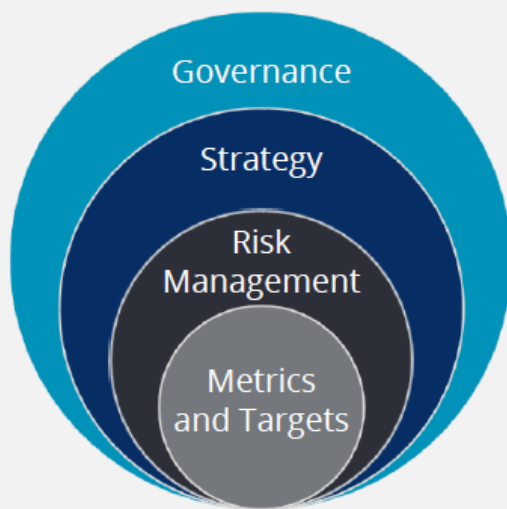 Governance
Strategy
Risk
Management
Metrics
and Targets